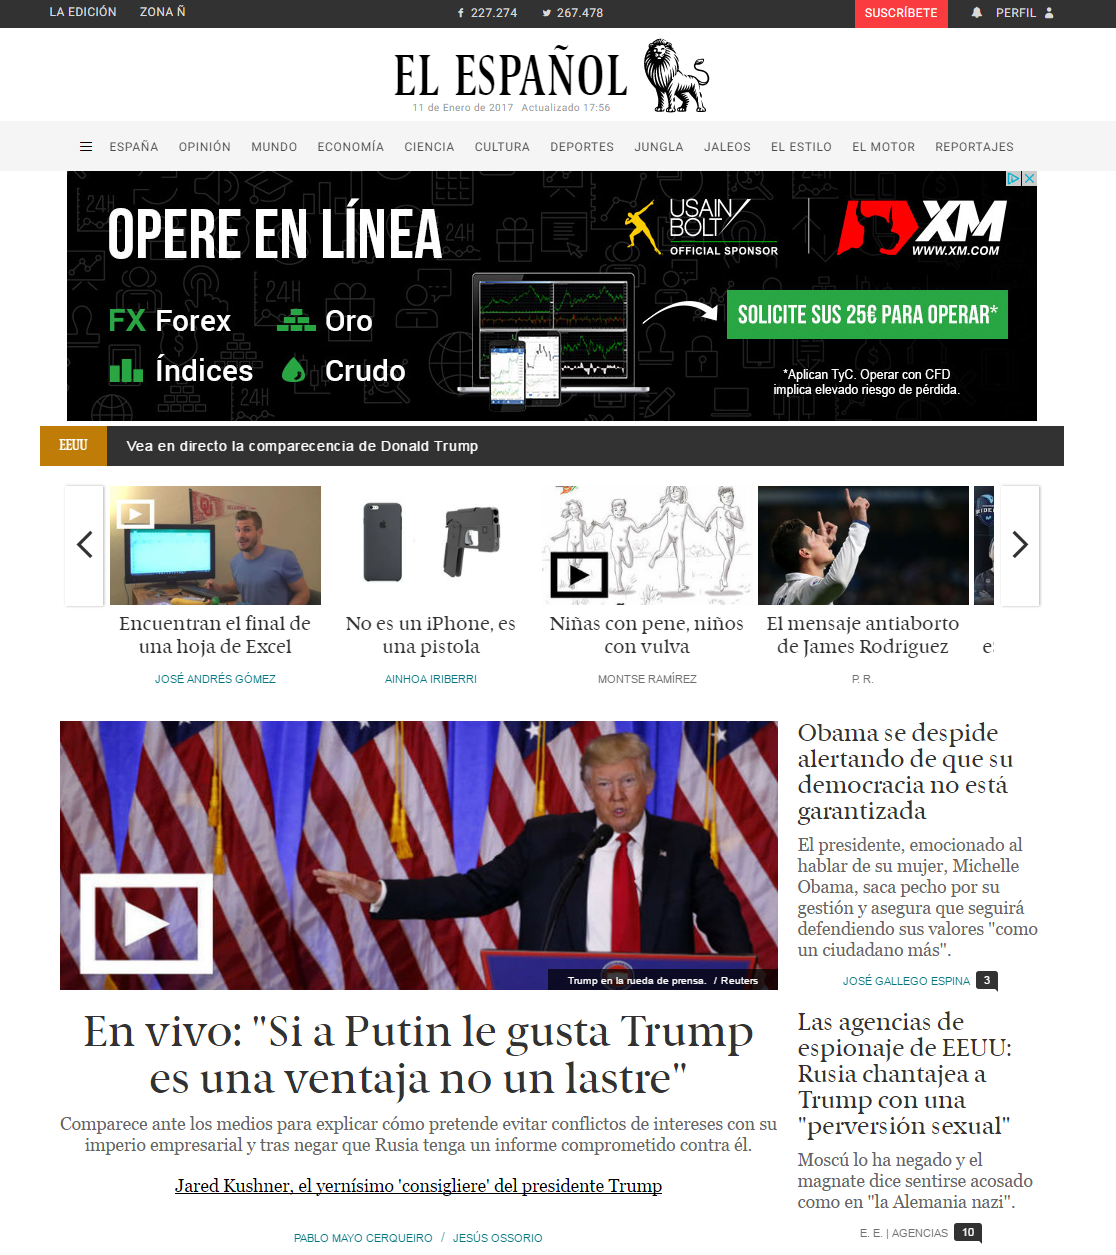 LA EDICIÓN ZONA Ñ 227.274 267.478 SUSCRÍBETE PERFIL
EL ESPAÑOL
11 de Enero de 2017 Actualizado 17:56
ESPAÑA OPINIÓN MUNDO ECONOMÍA CIENCIA CULTURA DEPORTES JUNGLA JALEOS EL ESTILO EL MOTOR REPORTAJES
OPERE EN LÍNEA
USAIN
BOLT
OFFICIAL SPONSOR
XM
WWW.XM.COM
FX Forex
Oro
Índices
Crudo
SOLICITE SUS 25€ PARA OPERAR*
*Aplican TyC. Operar con CFD
implica elevado riesgo de pérdida.
EEUU Vea en directo la comparecencia de Donald Trump
Encuentran el final de
una hoja de Excel
JOSÉ ANDRÉS GÓMEZ
No es un iPhone, es
una pistola
AINHOA IRIBERRI
Niñas con pene, niños
con vulva
MONTSE RAMÍREZ
El mensaje antiaborto
de James Rodríguez
P. R.
Trump en la rueda de prensa. / Reuters
En vivo: "Si a Putin le gusta Trump
es una ventaja no un lastre"
Comparece ante los medios para explicar cómo pretende evitar conflictos de intereses con su
imperio empresarial y tras negar que Rusia tenga un informe comprometido contra él.
Jared Kushner, el yernísimo 'consigliere' del presidente Trump
PABLO MAYO CERQUEIRO / JESÚS OSSORIO
Obama se despide
alertando de que su
democracia no está
garantizada
El presidente, emocionado al
hablar de su mujer, Michelle
Obama, saca pecho por su
gestión y asegura que seguirá
defendiendo sus valores "como
un ciudadano más".
JOSÉ GALLEGO ESPINA 3
Las agencias de
espionaje de EEUU:
Rusia chantajea a
Trump con una
"perversión sexual"
Moscú lo ha negado y el
magnate dice sentirse acosado
como en "la Alemania nazi".
E. E. | AGENCIAS 10